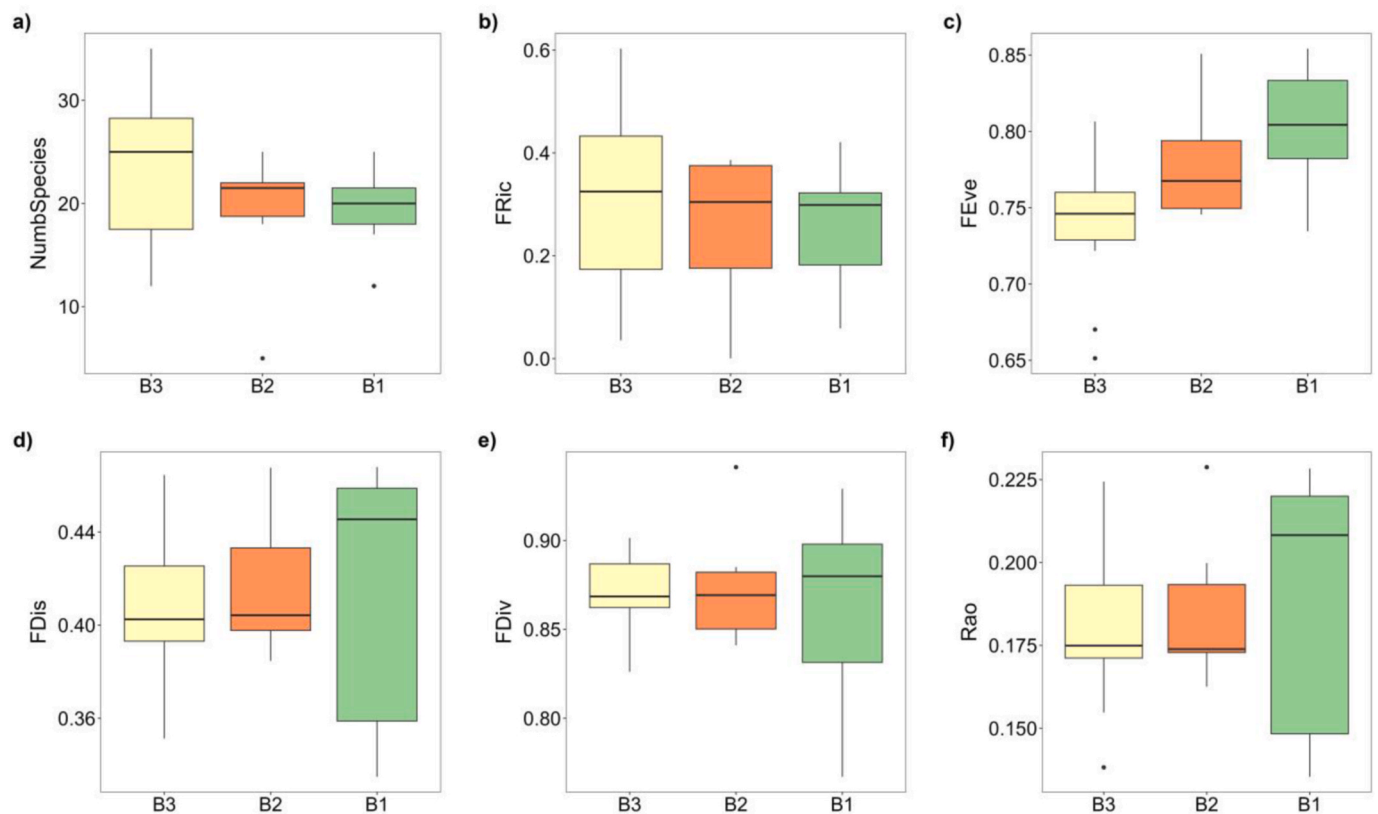 a)
NumbSpecies
30
20
10
B3 B2 B1
b)
FRic
0.6
0.4
0.2
0.0
B3 B2 B1
c)
FEve
0.85
0.80
0.75
0.70
0.65
B3 B2 B1
d)
FDis
0.44
0.40
0.36
B3 B2 B1
e)
FDiv
0.90
0.85
0.80
B3 B2 B1
f)
Rao
0.225
0.200
0.175
0.150
B3 B2 B1